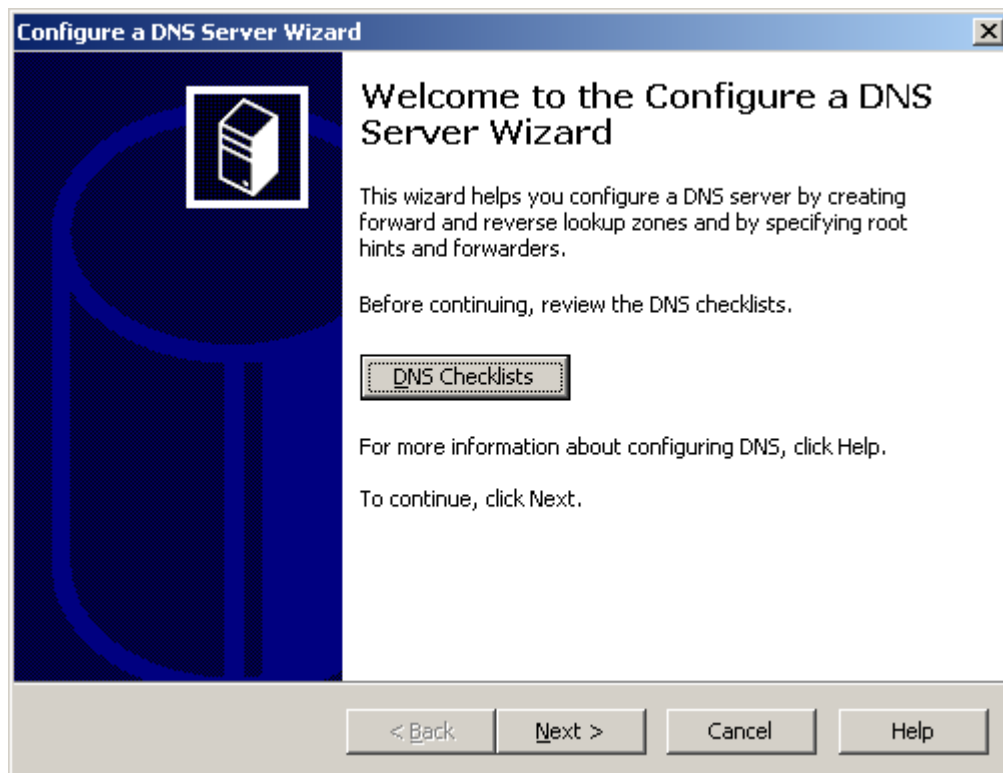 Configure a DNS Server Wizard
Welcome to the Configure a DNS
Server Wizard
This wizard helps you configure a DNS server by creating
forward and reverse lookup zones and by specifying root
hints and forwarders.
Before continuing, review the DNS checklists.
DNS Checklists
For more information about configuring DNS, click Help.
To continue, click Next.
< Back Next > Cancel Help